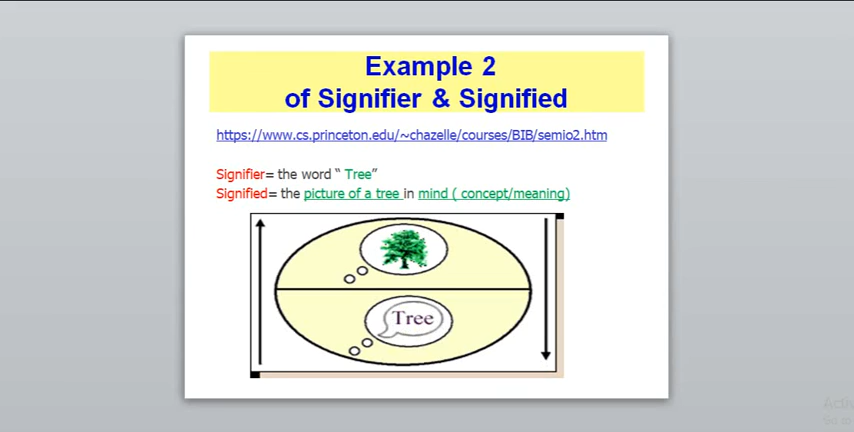 Example 2
of Signifier & Signified
https://www.cs.princeton.edu/~chazelle/courses/BIB/semio2.htm
Signifier= the word “ Tree”
Signified= the picture of a tree in mind ( concept/meaning)
Tree